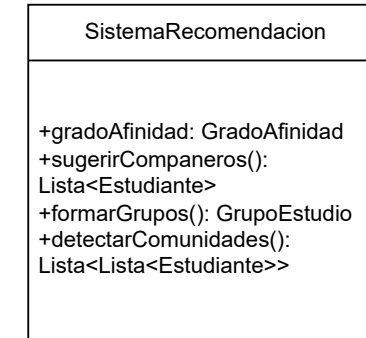 SistemaRecomendacion
+gradoAfinidad: GradoAfinidad
+sugerirCompaneros():
Lista<Estudiante>
+formarGrupos(): GrupoEstudio
+detectarComunidades():
Lista<Lista<Estudiante>>